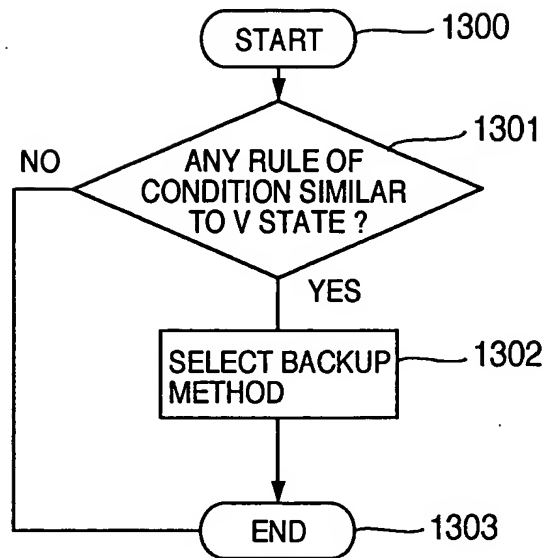 START
1300
1301
NO
ANY RULE OF
CONDITION SIMILAR
TO V STATE ?
YES
SELECT BACKUP
METHOD
1302
END
1303